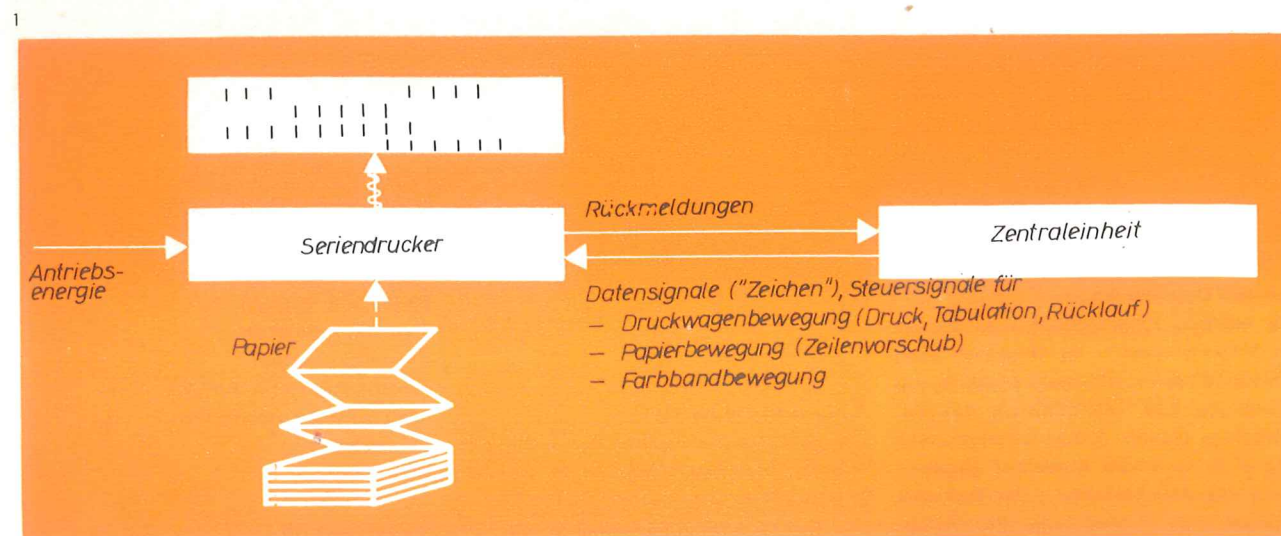 1
Rückmeldungen
Seriendrucker
Zentraleinheit
Antriebs-
energie
Datensignale ("Zeichen"), Steuersignale für
– Druckwagenbewegung (Druck, Tabulation, Rücklauf)
– Papierbewegung (Zeilenvorschub)
– Farbbandbewegung
Papier